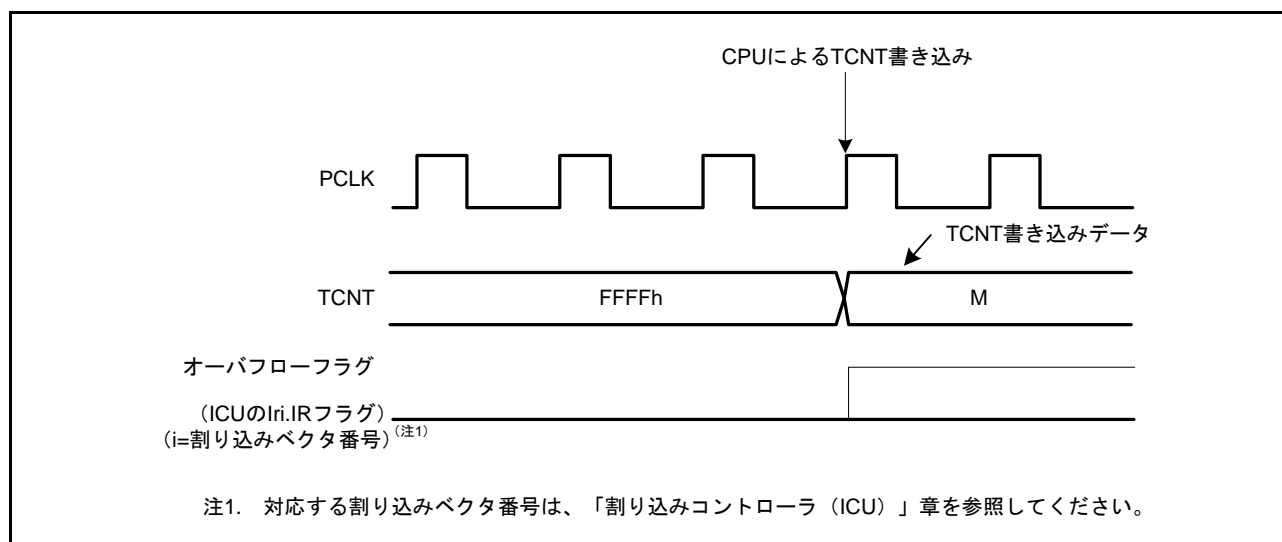 CPUによるTCNT書き込み
PCLK
TCNT書き込みデータ
TCNT
FFFFh
M
オーバフローフラグ
（ICUのIri.IRフラグ）
（i=割り込みベクタ番号）（注1）
注1. 対応する割り込みベクタ番号は、「割り込みコントローラ（ICU）」章を参照してください。